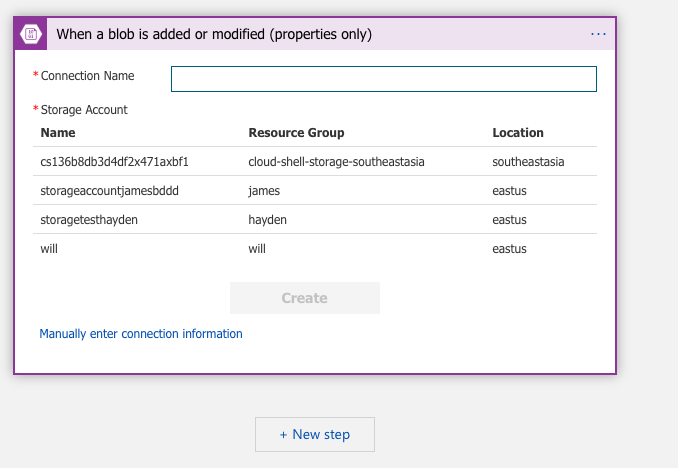 When a blob is added or modified (properties only)
...
* Connection Name
* Storage Account
Name Resource Group Location
cs136b8db3d4df2x471axbf1 cloud-shell-storage-southeastasia southeastasia
storageaccountjamesbddd james eastus
storagetesthayden hayden eastus
will will eastus
Create
Manually enter connection information
+ New step